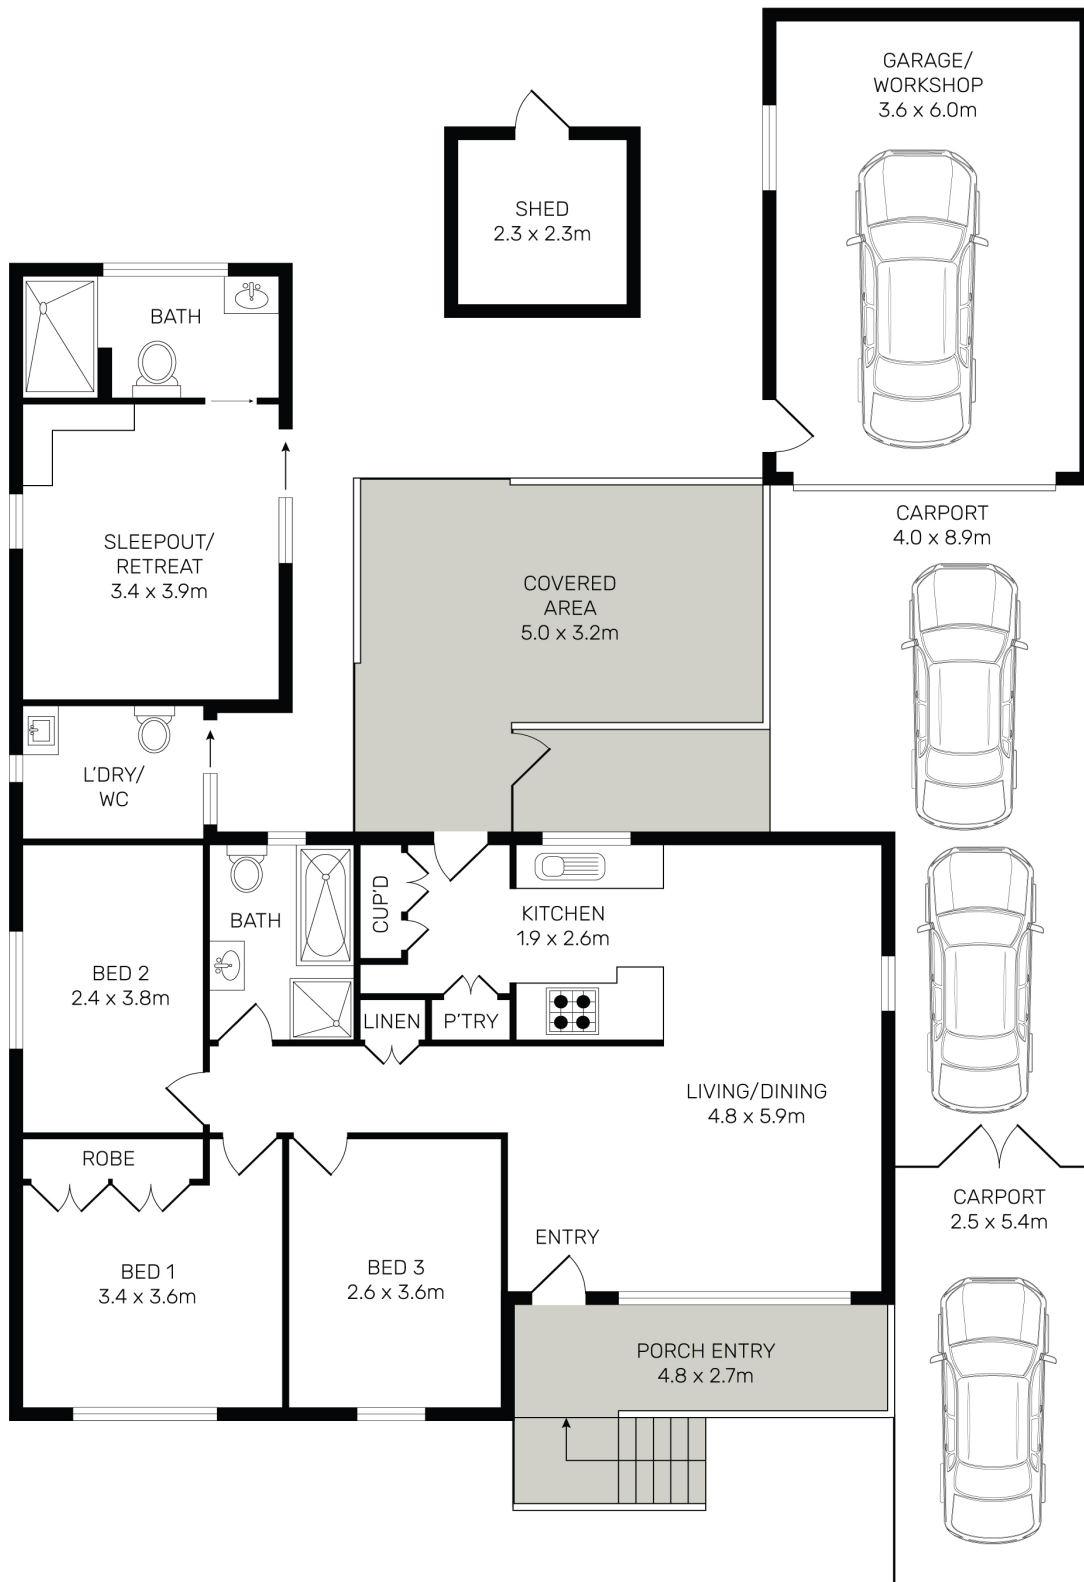 GARAGE/
WORKSHOP
3.6 x 6.0m
SHED
2.3 x 2.3m
BATH
CARPORT
4.0 x 8.9m
SLEEPOUT/
RETREAT
3.4 x 3.9m
COVERED
AREA
5.0 x 3.2m
L'DRY/
WC
CUP'D
BATH
KITCHEN
1.9 x 2.6m
BED 2
2.4 x 3.8m
LINEN
P'TRY
LIVING/DINING
4.8 x 5.9m
ROBE
CARPORT
2.5 x 5.4m
ENTRY
BED 1
3.4 x 3.6m
BED 3
2.6 x 3.6m
PORCH ENTRY
4.8 x 2.7m